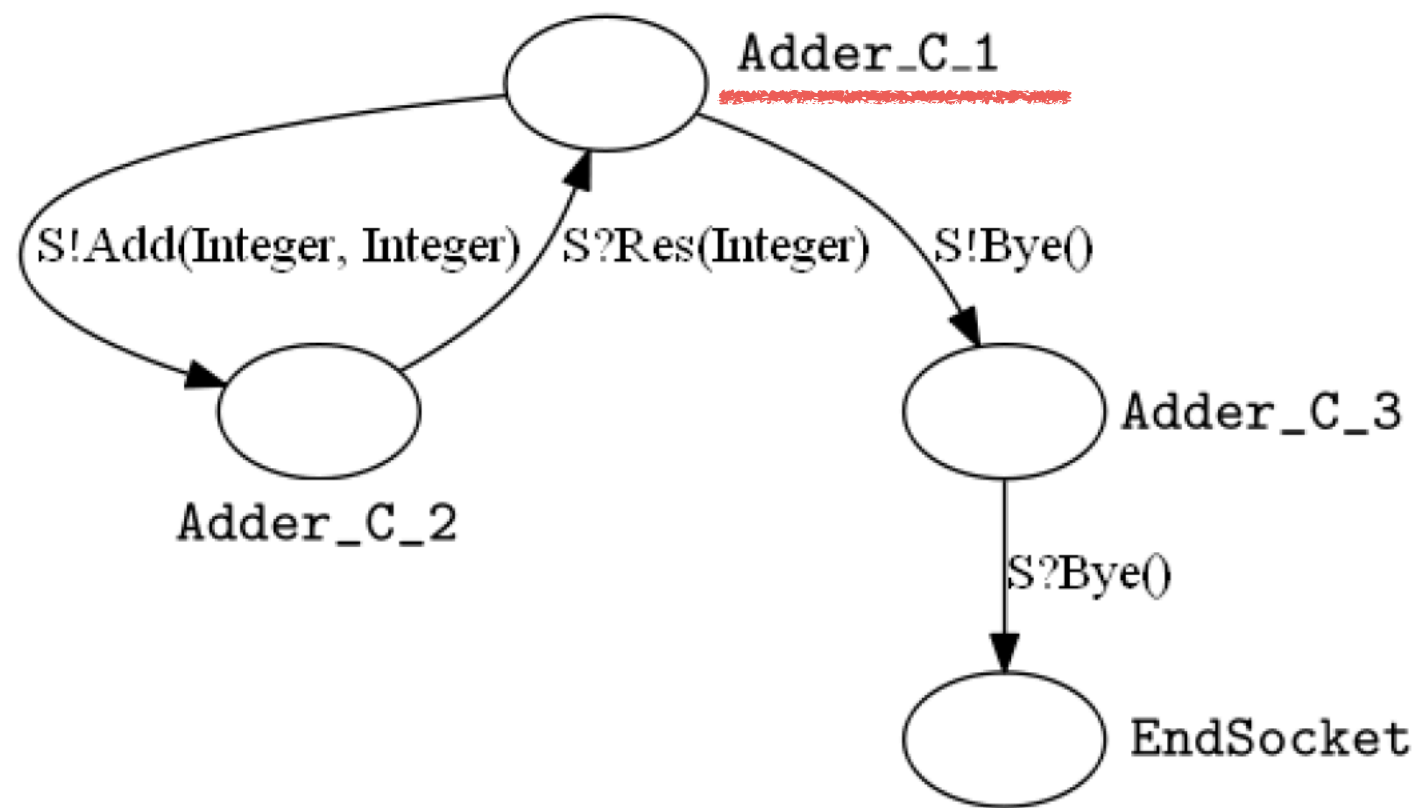 Adder_C_1
S!Add(Integer, Integer)
S?Res(Integer)
S!Bye()
Adder_C_3
Adder_C_2
S?Bye()
EndSocket